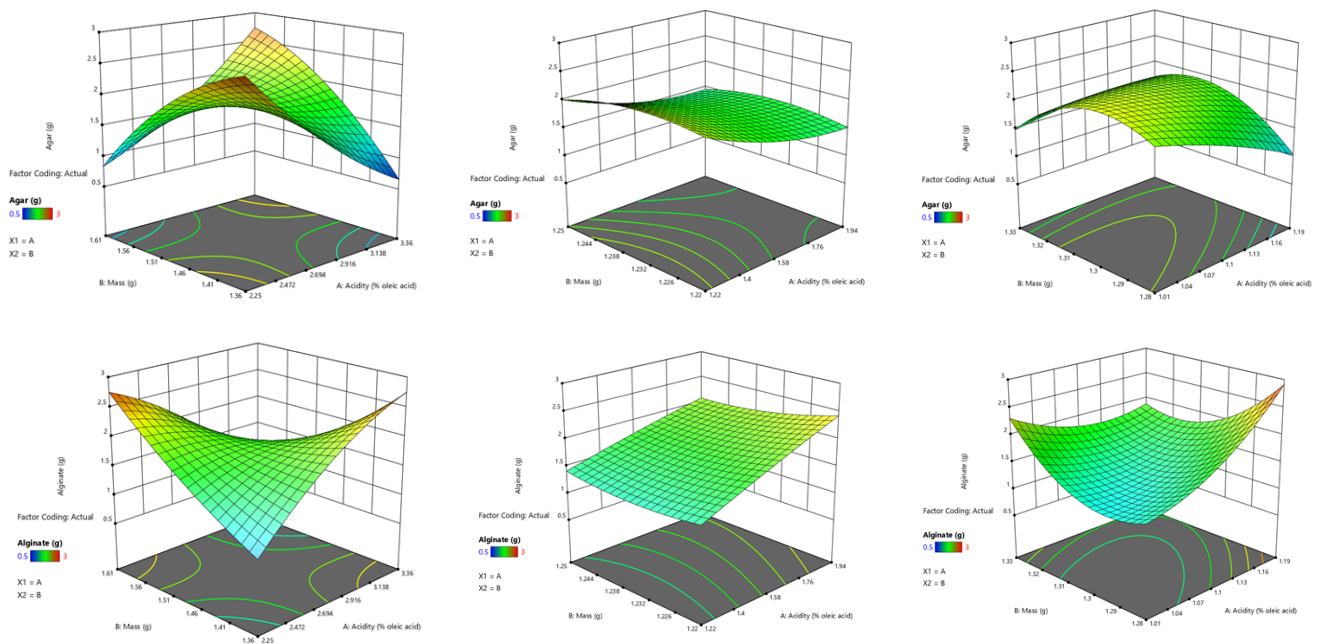 3
2.5
2
1.5
1
0.5
Agar (g)
Factor Coding: Actual
Agar (g)
0.5 3
X1 = A
X2 = B
1.61
1.56
1.51
1.46
1.41
1.36
B: Mass (g)
2.25
2.472
2.694
2.916
3.138
3.36
A: Acidity (% oleic acid)
3
2.5
2
1.5
1
0.5
Agar (g)
Factor Coding: Actual
Agar (g)
0.5 3
X1 = A
X2 = B
1.25
1.244
1.238
1.232
1.226
1.22
B: Mass (g)
1.22
1.4
1.58
1.76
1.94
A: Acidity (% oleic acid)
3
2.5
2
1.5
1
0.5
Agar (g)
Factor Coding: Actual
Agar (g)
0.5 3
X1 = A
X2 = B
1.33
1.32
1.31
1.3
1.29
1.28
B: Mass (g)
1.01
1.04
1.07
1.1
1.13
1.16
1.19
A: Acidity (% oleic acid)
3
2.5
2
1.5
1
0.5
Alginate (g)
Factor Coding: Actual
Alginate (g)
0.5 3
X1 = A
X2 = B
1.61
1.56
1.51
1.46
1.41
1.36
B: Mass (g)
2.25
2.472
2.694
2.916
3.138
3.36
A: Acidity (% oleic acid)
3
2.5
2
1.5
1
0.5
Alginate (g)
Factor Coding: Actual
Alginate (g)
0.5 3
X1 = A
X2 = B
1.25
1.244
1.238
1.232
1.226
1.22
B: Mass (g)
1.22
1.4
1.58
1.76
1.94
A: Acidity (% oleic acid)
3
2.5
2
1.5
1
0.5
Alginate (g)
Factor Coding: Actual
Alginate (g)
0.5 3
X1 = A
X2 = B
1.33
1.32
1.31
1.3
1.29
1.28
B: Mass (g)
1.01
1.04
1.07
1.1
1.13
1.16
1.19
A: Acidity (% oleic acid)